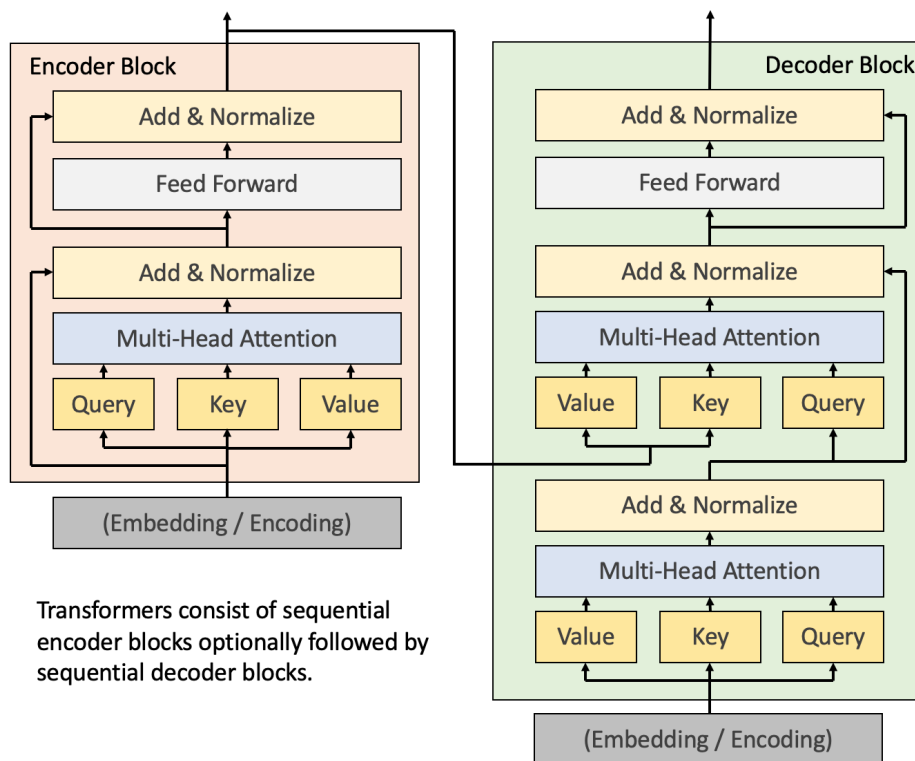 Encoder Block
Add & Normalize
Feed Forward
Add & Normalize
Multi-Head Attention
Query Key Value
(Embedding / Encoding)
Transformers consist of sequential
encoder blocks optionally followed by
sequential decoder blocks.
Decoder Block
Add & Normalize
Feed Forward
Add & Normalize
Multi-Head Attention
Value Key Query
Add & Normalize
Multi-Head Attention
Value Key Query
(Embedding / Encoding)